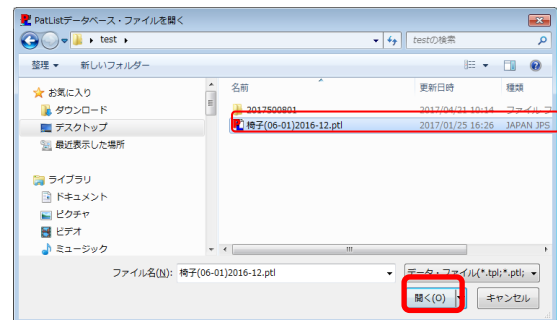 PatListデータベース・ファイルを開く
test
testの検索
整理
新しいフォルダー
お気に入り
ダウンロード
デスクトップ
最近表示した場所
ライブラリ
ドキュメント
ピクチャ
ビデオ
ミュージック
名前
更新日時
種類
2017500801
2017/04/21 10:14
ファイル フ
椅子(06-01)2016-12.ptl
2017/01/25 16:26
JAPAN JPS
ファイル名(N):
椅子(06-01)2016-12.ptl
データ・ファイル(*.tpl;*.ptl;
開く(O)
キャンセル